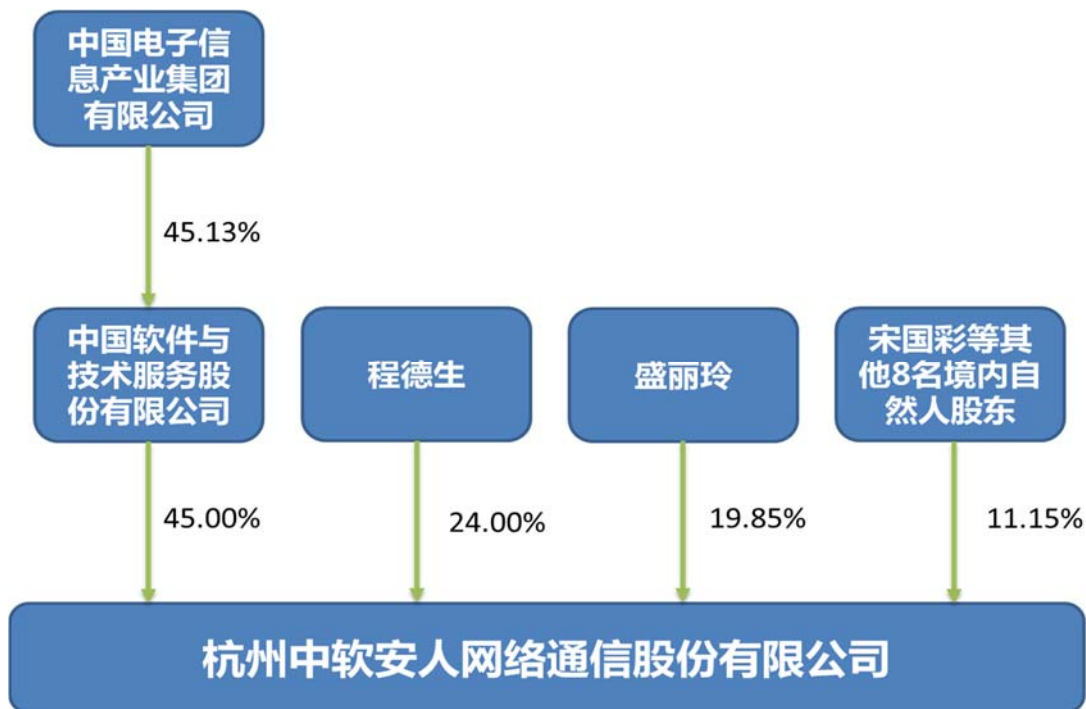 中国电子信
息产业集团
有限公司
45.13%
中国软件与
技术服务股
份有限公司
程德生
盛丽玲
宋国彩等其
他8名境内自
然人股东
45.00%
24.00%
19.85%
11.15%
杭州中软安人网络通信股份有限公司